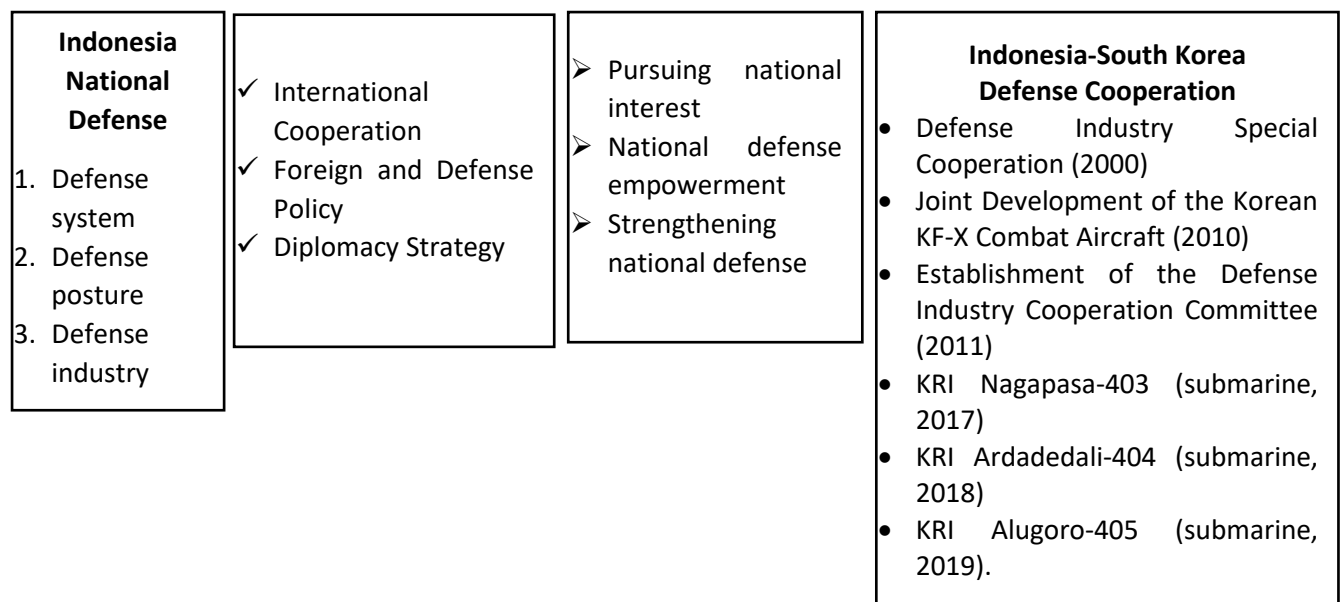 Indonesia
National
Defense
1. Defense
system
2. Defense
posture
3. Defense
industry
✓ International
Cooperation
✓ Foreign and Defense
Policy
✓ Diplomacy Strategy
➢ Pursuing national
interest
➢ National defense
empowerment
➢ Strengthening
national defense
Indonesia-South Korea
Defense Cooperation
• Defense Industry Special
Cooperation (2000)
• Joint Development of the Korean
KF-X Combat Aircraft (2010)
• Establishment of the Defense
Industry Cooperation Committee
(2011)
• KRI Nagapasa-403 (submarine,
2017)
• KRI Ardadedali-404 (submarine,
2018)
• KRI Alugoro-405 (submarine,
2019).